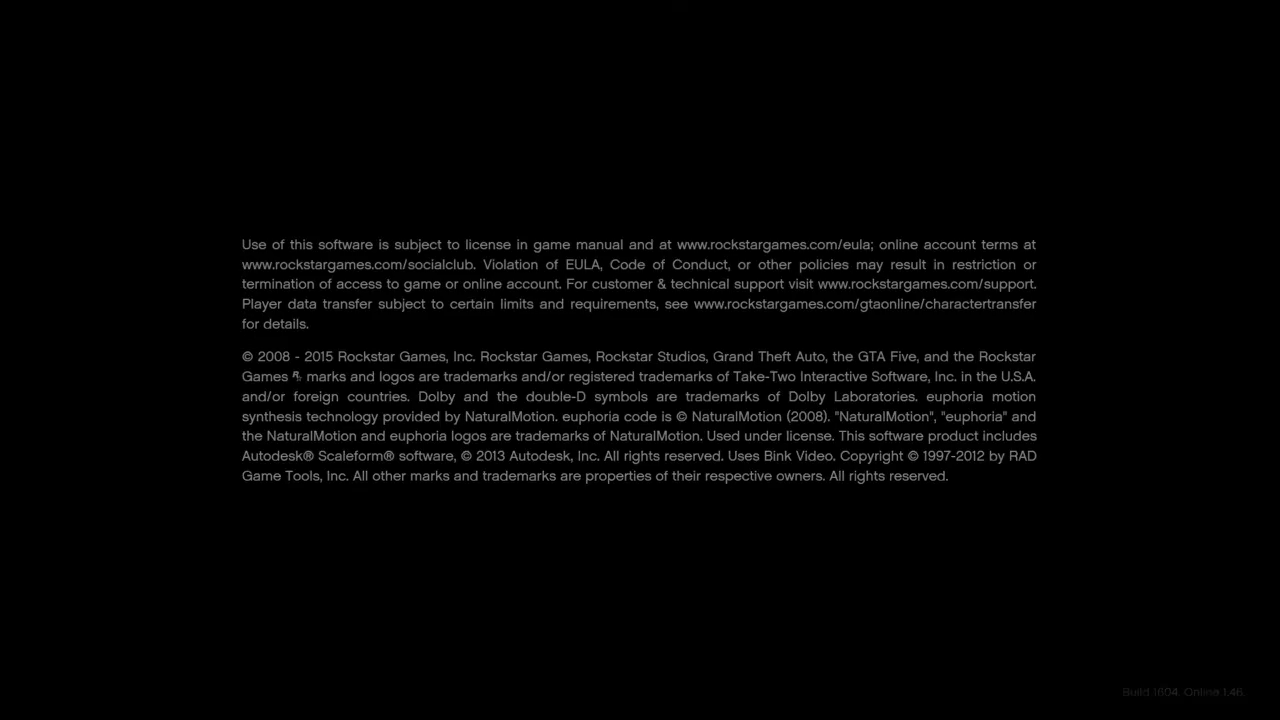 Use of this software is subject to license in game manual and at www.rockstargames.com/eula; online account terms at
www.rockstargames.com/socialclub. Violation of EULA, Code of Conduct, or other policies may result in restriction or
termination of access to game or online account. For customer & technical support visit www.rockstargames.com/support.
Player data transfer subject to certain limits and requirements, see www.rockstargames.com/gtaonline/charactertransfer
for details.
© 2008 - 2015 Rockstar Games, Inc. Rockstar Games, Rockstar Studios, Grand Theft Auto, the GTA Five, and the Rockstar
Games R* marks and logos are trademarks and/or registered trademarks of Take-Two Interactive Software, Inc. in the U.S.A.
and/or foreign countries. Dolby and the double-D symbols are trademarks of Dolby Laboratories. euphoria motion
synthesis technology provided by NaturalMotion. euphoria code is © NaturalMotion (2008). "NaturalMotion", "euphoria" and
the NaturalMotion and euphoria logos are trademarks of NaturalMotion. Used under license. This software product includes
Autodesk® Scaleform® software, © 2013 Autodesk, Inc. All rights reserved. Uses Bink Video. Copyright © 1997-2012 by RAD
Game Tools, Inc. All other marks and trademarks are properties of their respective owners. All rights reserved.
Build 1604, Online 1.46